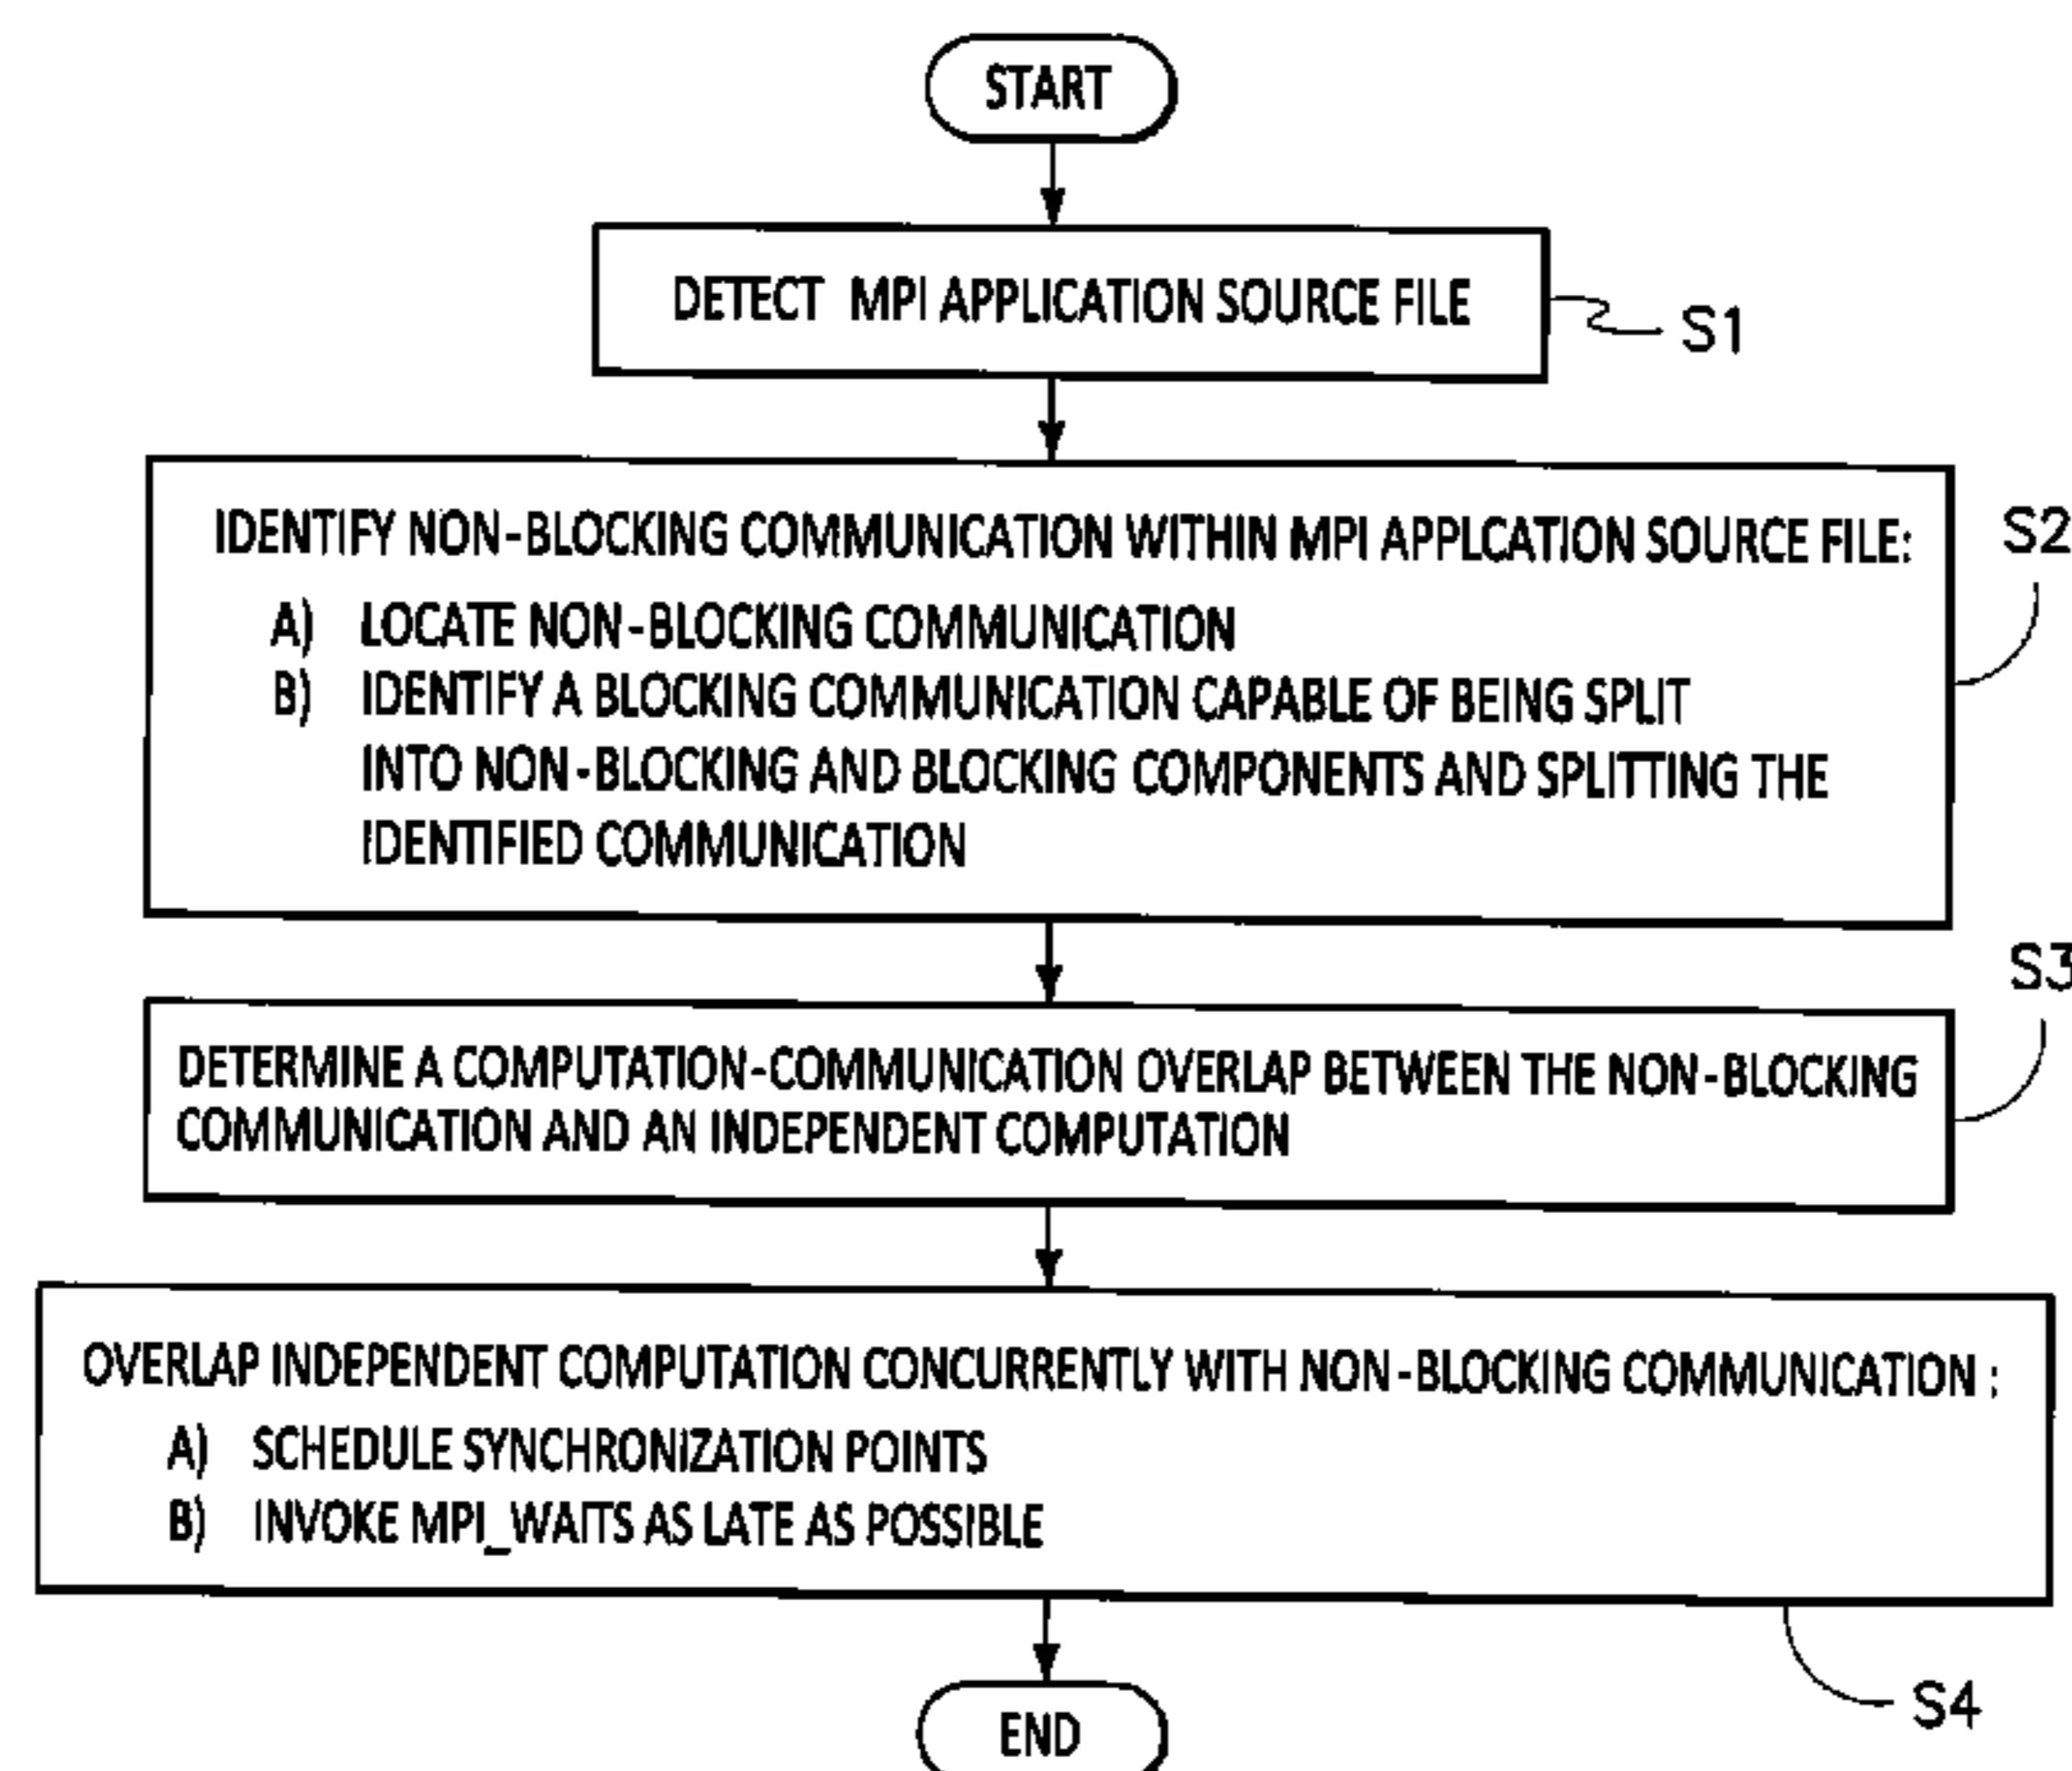 START
DETECT MPI APPLICATION SOURCE FILE
S1
IDENTIFY NON-BLOCKING COMMUNICATION WITHIN MPI APPLCATION SOURCE FILE:
A) LOCATE NON-BLOCKING COMMUNICATION
B) IDENTIFY A BLOCKING COMMUNICATION CAPABLE OF BEING SPLIT
INTO NON-BLOCKING AND BLOCKING COMPONENTS AND SPLITTING THE
IDENTIFIED COMMUNICATION
S2
DETERMINE A COMPUTATION-COMMUNICATION OVERLAP BETWEEN THE NON-BLOCKING
COMMUNICATION AND AN INDEPENDENT COMPUTATION
S3
OVERLAP INDEPENDENT COMPUTATION CONCURRENTLY WITH NON-BLOCKING COMMUNICATION :
A) SCHEDULE SYNCHRONIZATION POINTS
B) INVOKE MPI_WAITS AS LATE AS POSSIBLE
S4
END